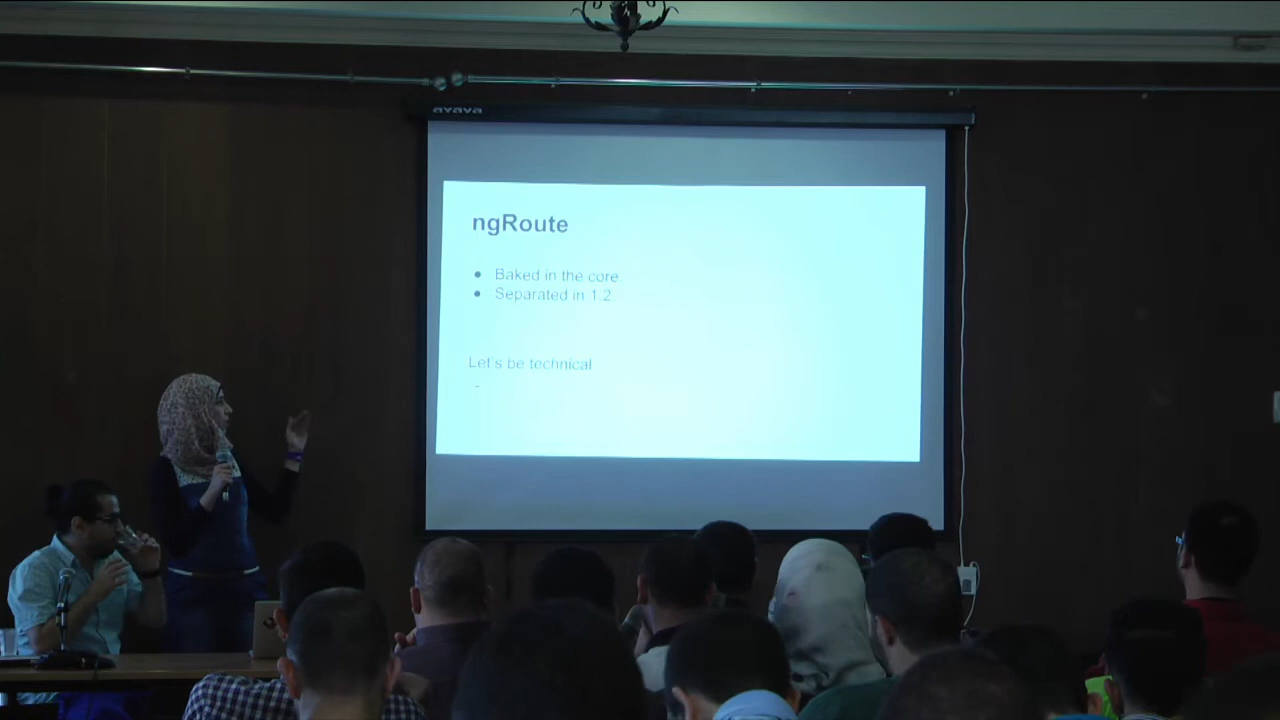 AVAYA
ngRoute
● Baked in the core.
● Separated in 1.2
Let's be technical
-